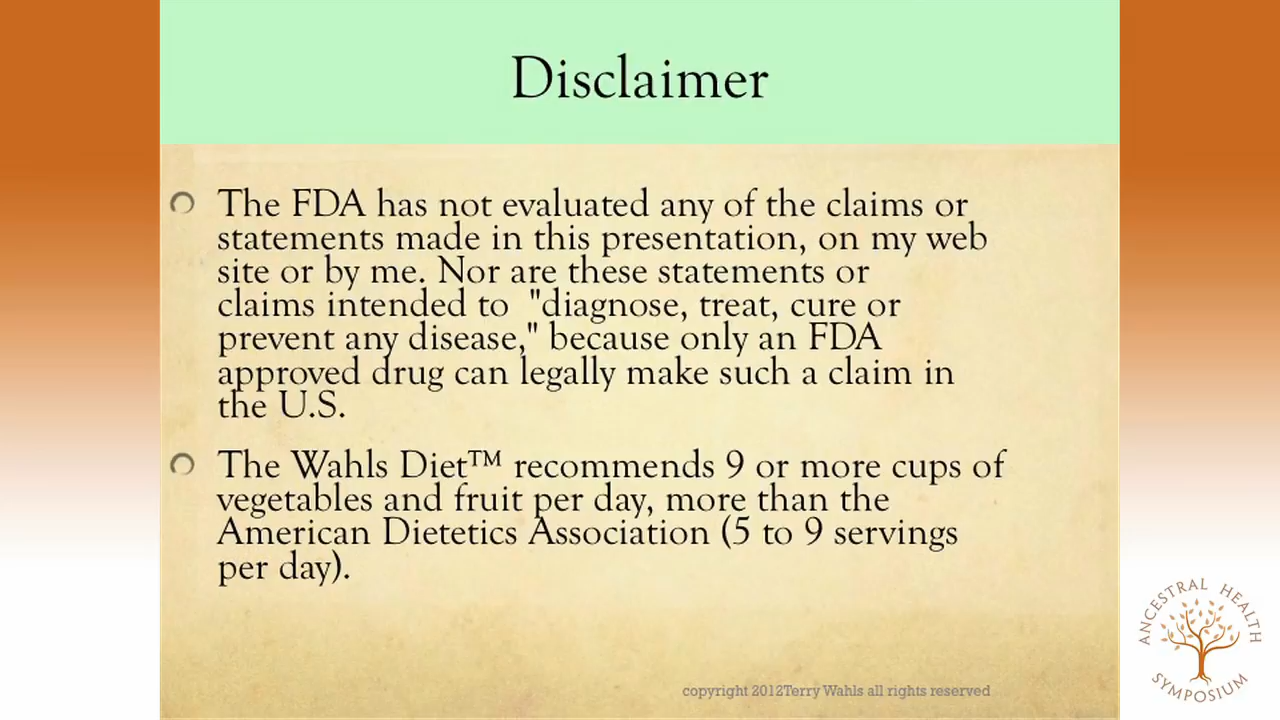 Disclaimer
The FDA has not evaluated any of the claims or
statements made in this presentation, on my web
site or by me. Nor are these statements or
claims intended to  "diagnose, treat, cure or
prevent any disease," because only an FDA
approved drug can legally make such a claim in
the U.S.
The Wahls Diet™ recommends 9 or more cups of
vegetables and fruit per day, more than the
American Dietetics Association (5 to 9 servings
per day).
copyright 2012Terry Wahls all rights reserved
ANCESTRAL HEALTH
SYMPOSIUM